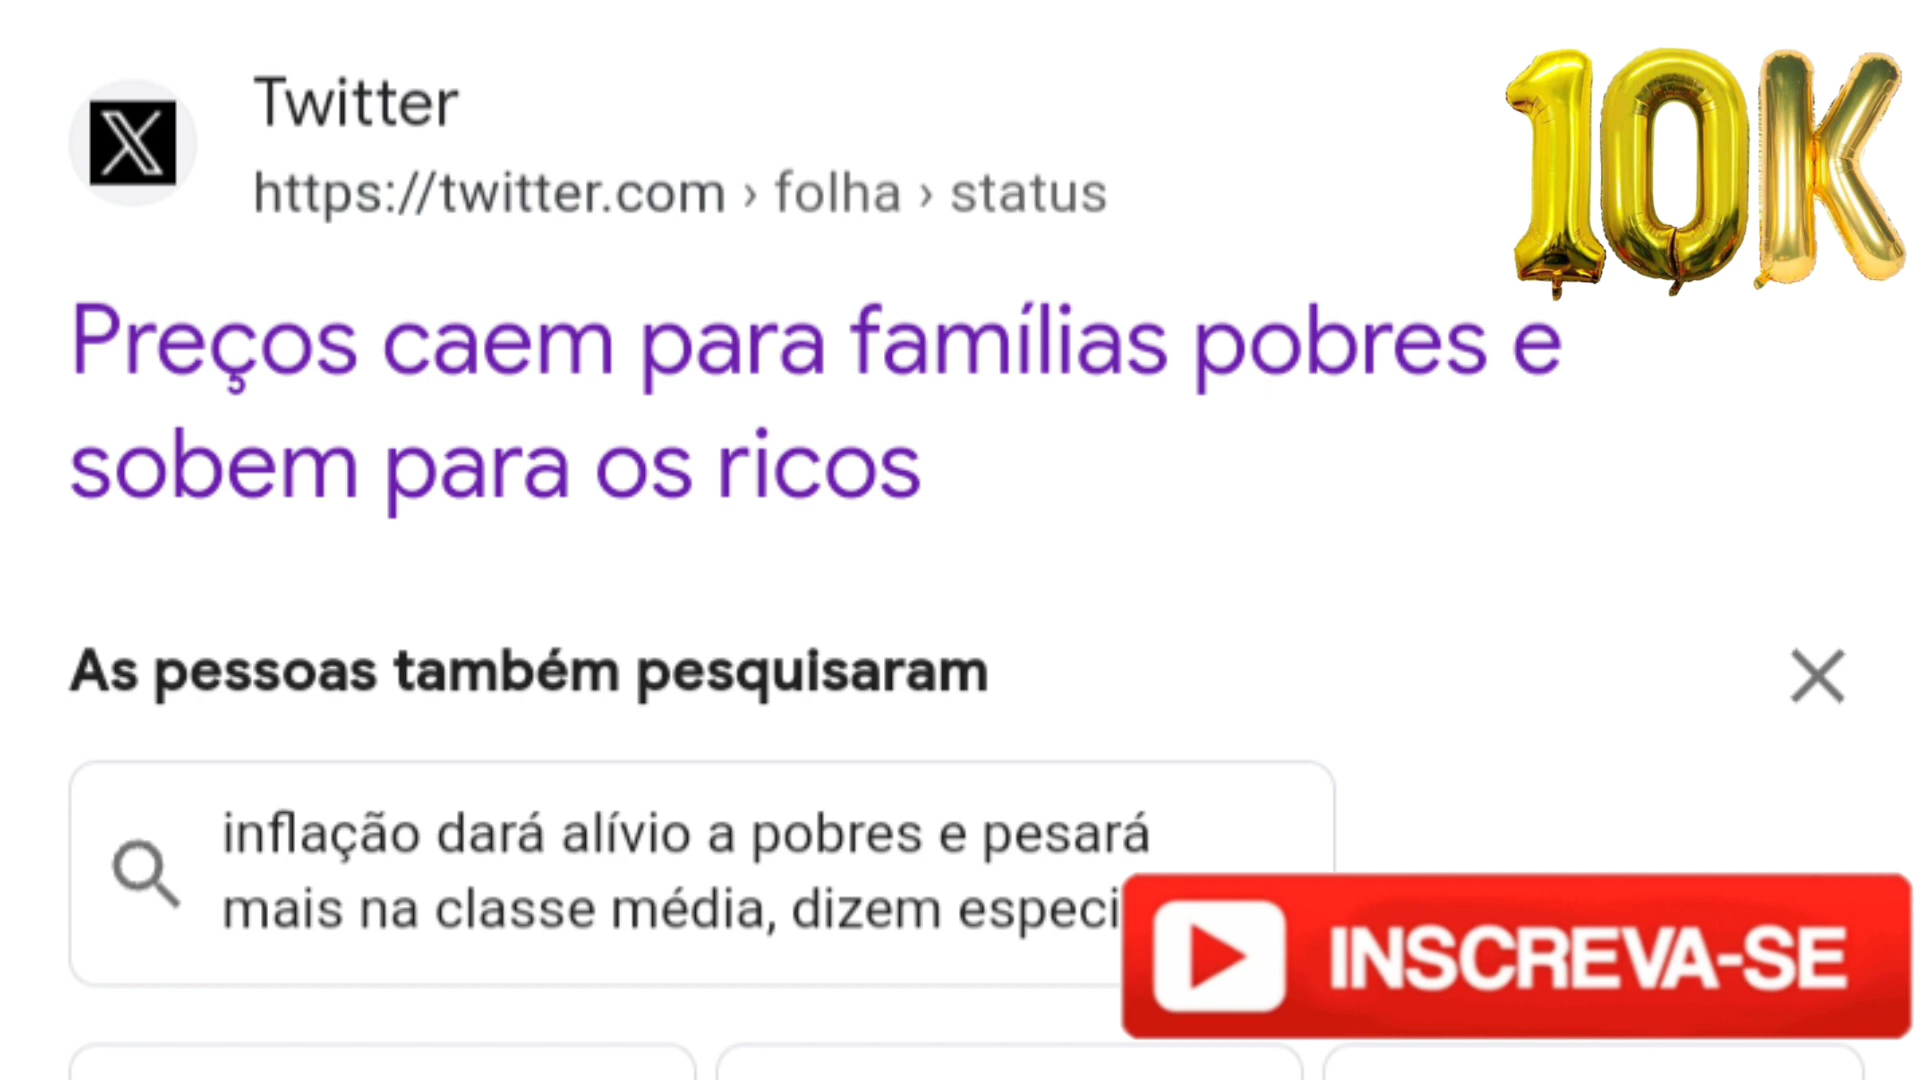 Twitter
https://twitter.com › folha › status
10K
Preços caem para famílias pobres e
sobem para os ricos
As pessoas também pesquisaram
inflação dará alívio a pobres e pesará
mais na classe média, dizem especi
INSCREVA-SE